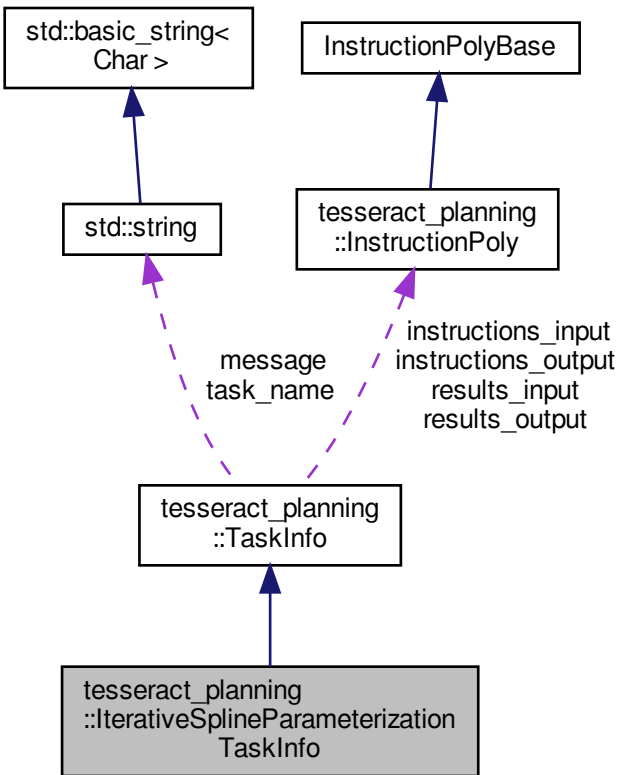 std::basic_string<
Char >
InstructionPolyBase
std::string
tesseract_planning
::InstructionPoly
message
task_name
instructions_input
instructions_output
results_input
results_output
tesseract_planning
::TaskInfo
tesseract_planning
::IterativeSplineParameterization
TaskInfo